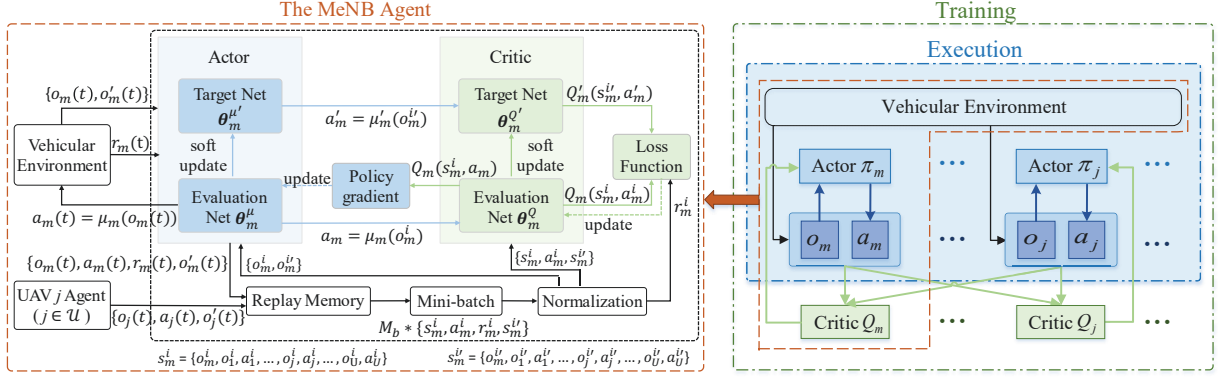 The MeNB Agent
Actor
Critic
{o_m(t), o′_m(t)}
Target Net
θ_m^{μ′}
Target Net
θ_m^{Q′}
Q′_m(s_m^{i′}, a′_m)
a′_m = μ′_m(o_m^{i′})
Vehicular
Environment
r_m(t)
soft
update
soft
update
Loss
Function
Policy
gradient
update
Q_m(s_m^i, a_m)
Evaluation
Net θ_m^μ
Evaluation
Net θ_m^Q
Q_m(s_m^i, a_m^i)
update
r_m^i
a_m(t) = μ_m(o_m(t))
a_m = μ_m(o_m^i)
{o_m(t), a_m(t), r_m(t), o′_m(t)}
{o_m^i, o_m^{i′}}
{s_m^i, a_m^i, s_m^{i′}}
UAV j Agent
(j ∈ 𝒰)
{o_j(t), a_j(t), o′_j(t)}
Replay Memory
Mini-batch
Normalization
M_b * {s_m^i, a_m^i, r_m^i, s_m^{i′}}
s_m^i = {o_m^i, o_1^i, a_1^i, ..., o_j^i, a_j^i, ..., o_U^i, a_U^i}
s_m^{i′} = {o_m^{i′}, o_1^{i′}, a_1^{i′}, ..., o_j^{i′}, a_j^{i′}, ..., o_U^{i′}, a_U^{i′}}
Training
Execution
Vehicular Environment
Actor π_m
...
Actor π_j
...
o_m
a_m
...
o_j
a_j
...
Critic Q_m
...
Critic Q_j
...